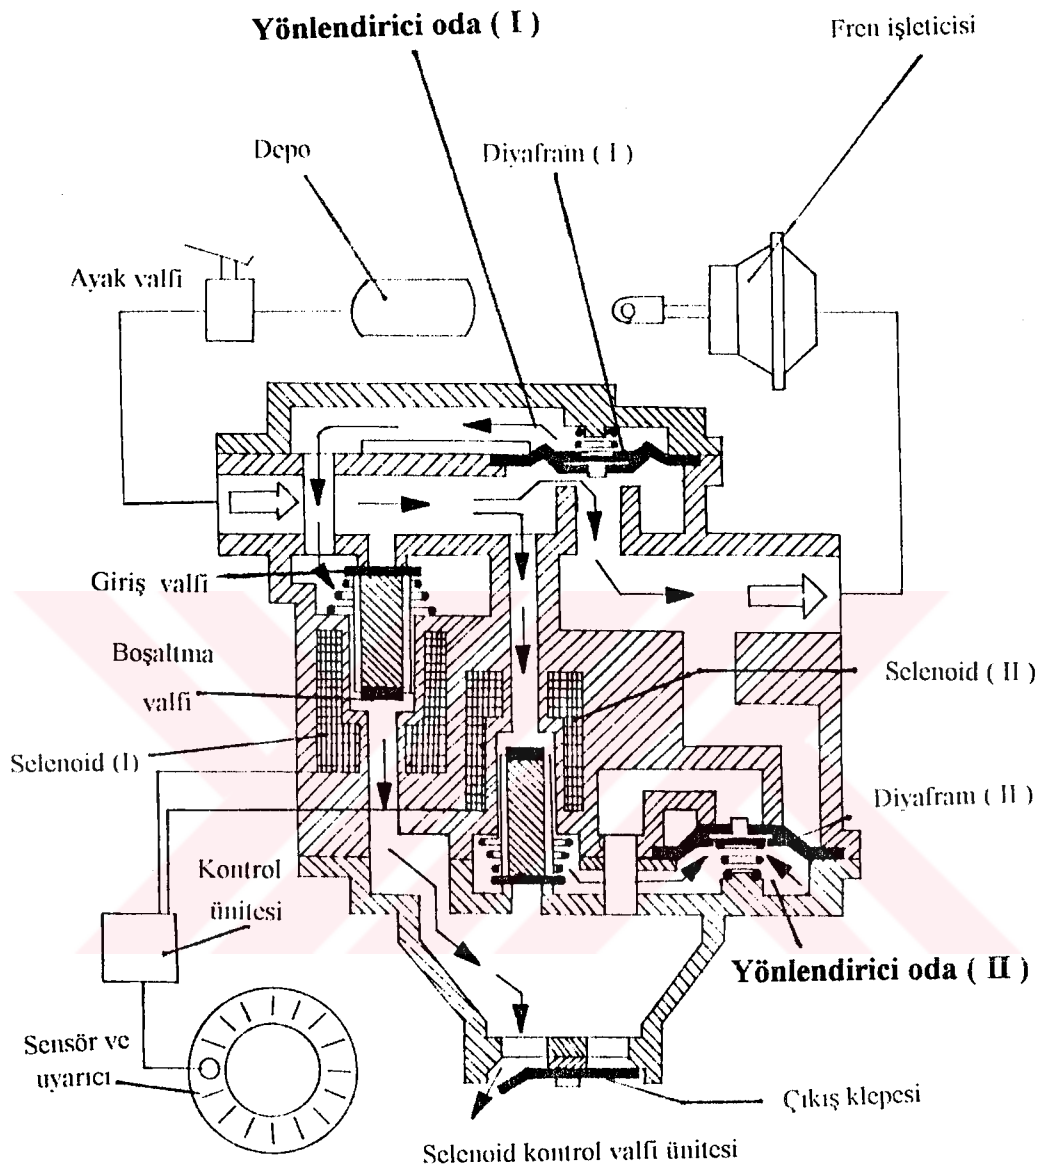 Yönlendirici oda ( I )
Fren işleticisi
Depo
Diyafram ( I )
Ayak valfi
Giriş valfi
Boşaltma
valfi
Selenoid ( II )
Selenoid (I)
Diyafram ( II )
Kontrol
ünitesi
Yönlendirici oda ( II )
Sensör ve
uyarıcı
Çıkış klepesi
Selenoid kontrol valfi ünitesi